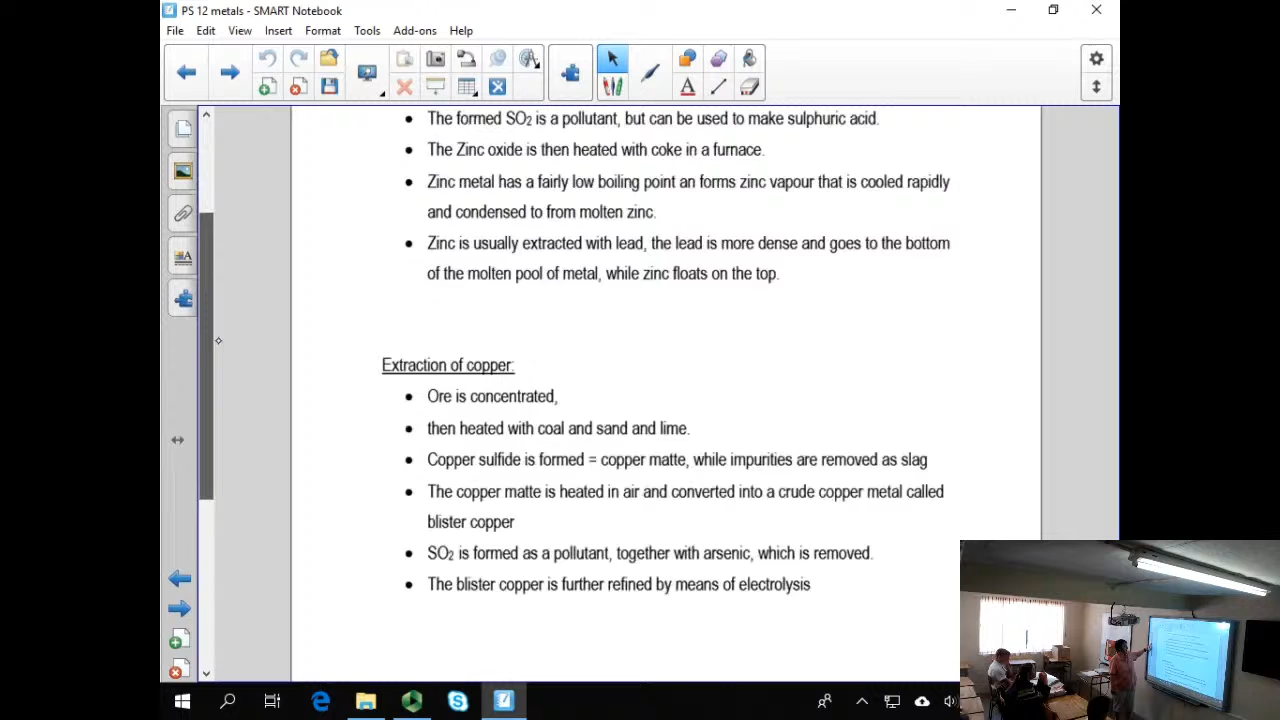 PS 12 metals - SMART Notebook
File Edit View Insert Format Tools Add-ons Help
• The formed SO2 is a pollutant, but can be used to make sulphuric acid.
• The Zinc oxide is then heated with coke in a furnace.
• Zinc metal has a fairly low boiling point an forms zinc vapour that is cooled rapidly
and condensed to from molten zinc.
• Zinc is usually extracted with lead, the lead is more dense and goes to the bottom
of the molten pool of metal, while zinc floats on the top.
Extraction of copper:
• Ore is concentrated,
• then heated with coal and sand and lime.
• Copper sulfide is formed = copper matte, while impurities are removed as slag
• The copper matte is heated in air and converted into a crude copper metal called
blister copper
• SO2 is formed as a pollutant, together with arsenic, which is removed.
• The blister copper is further refined by means of electrolysis